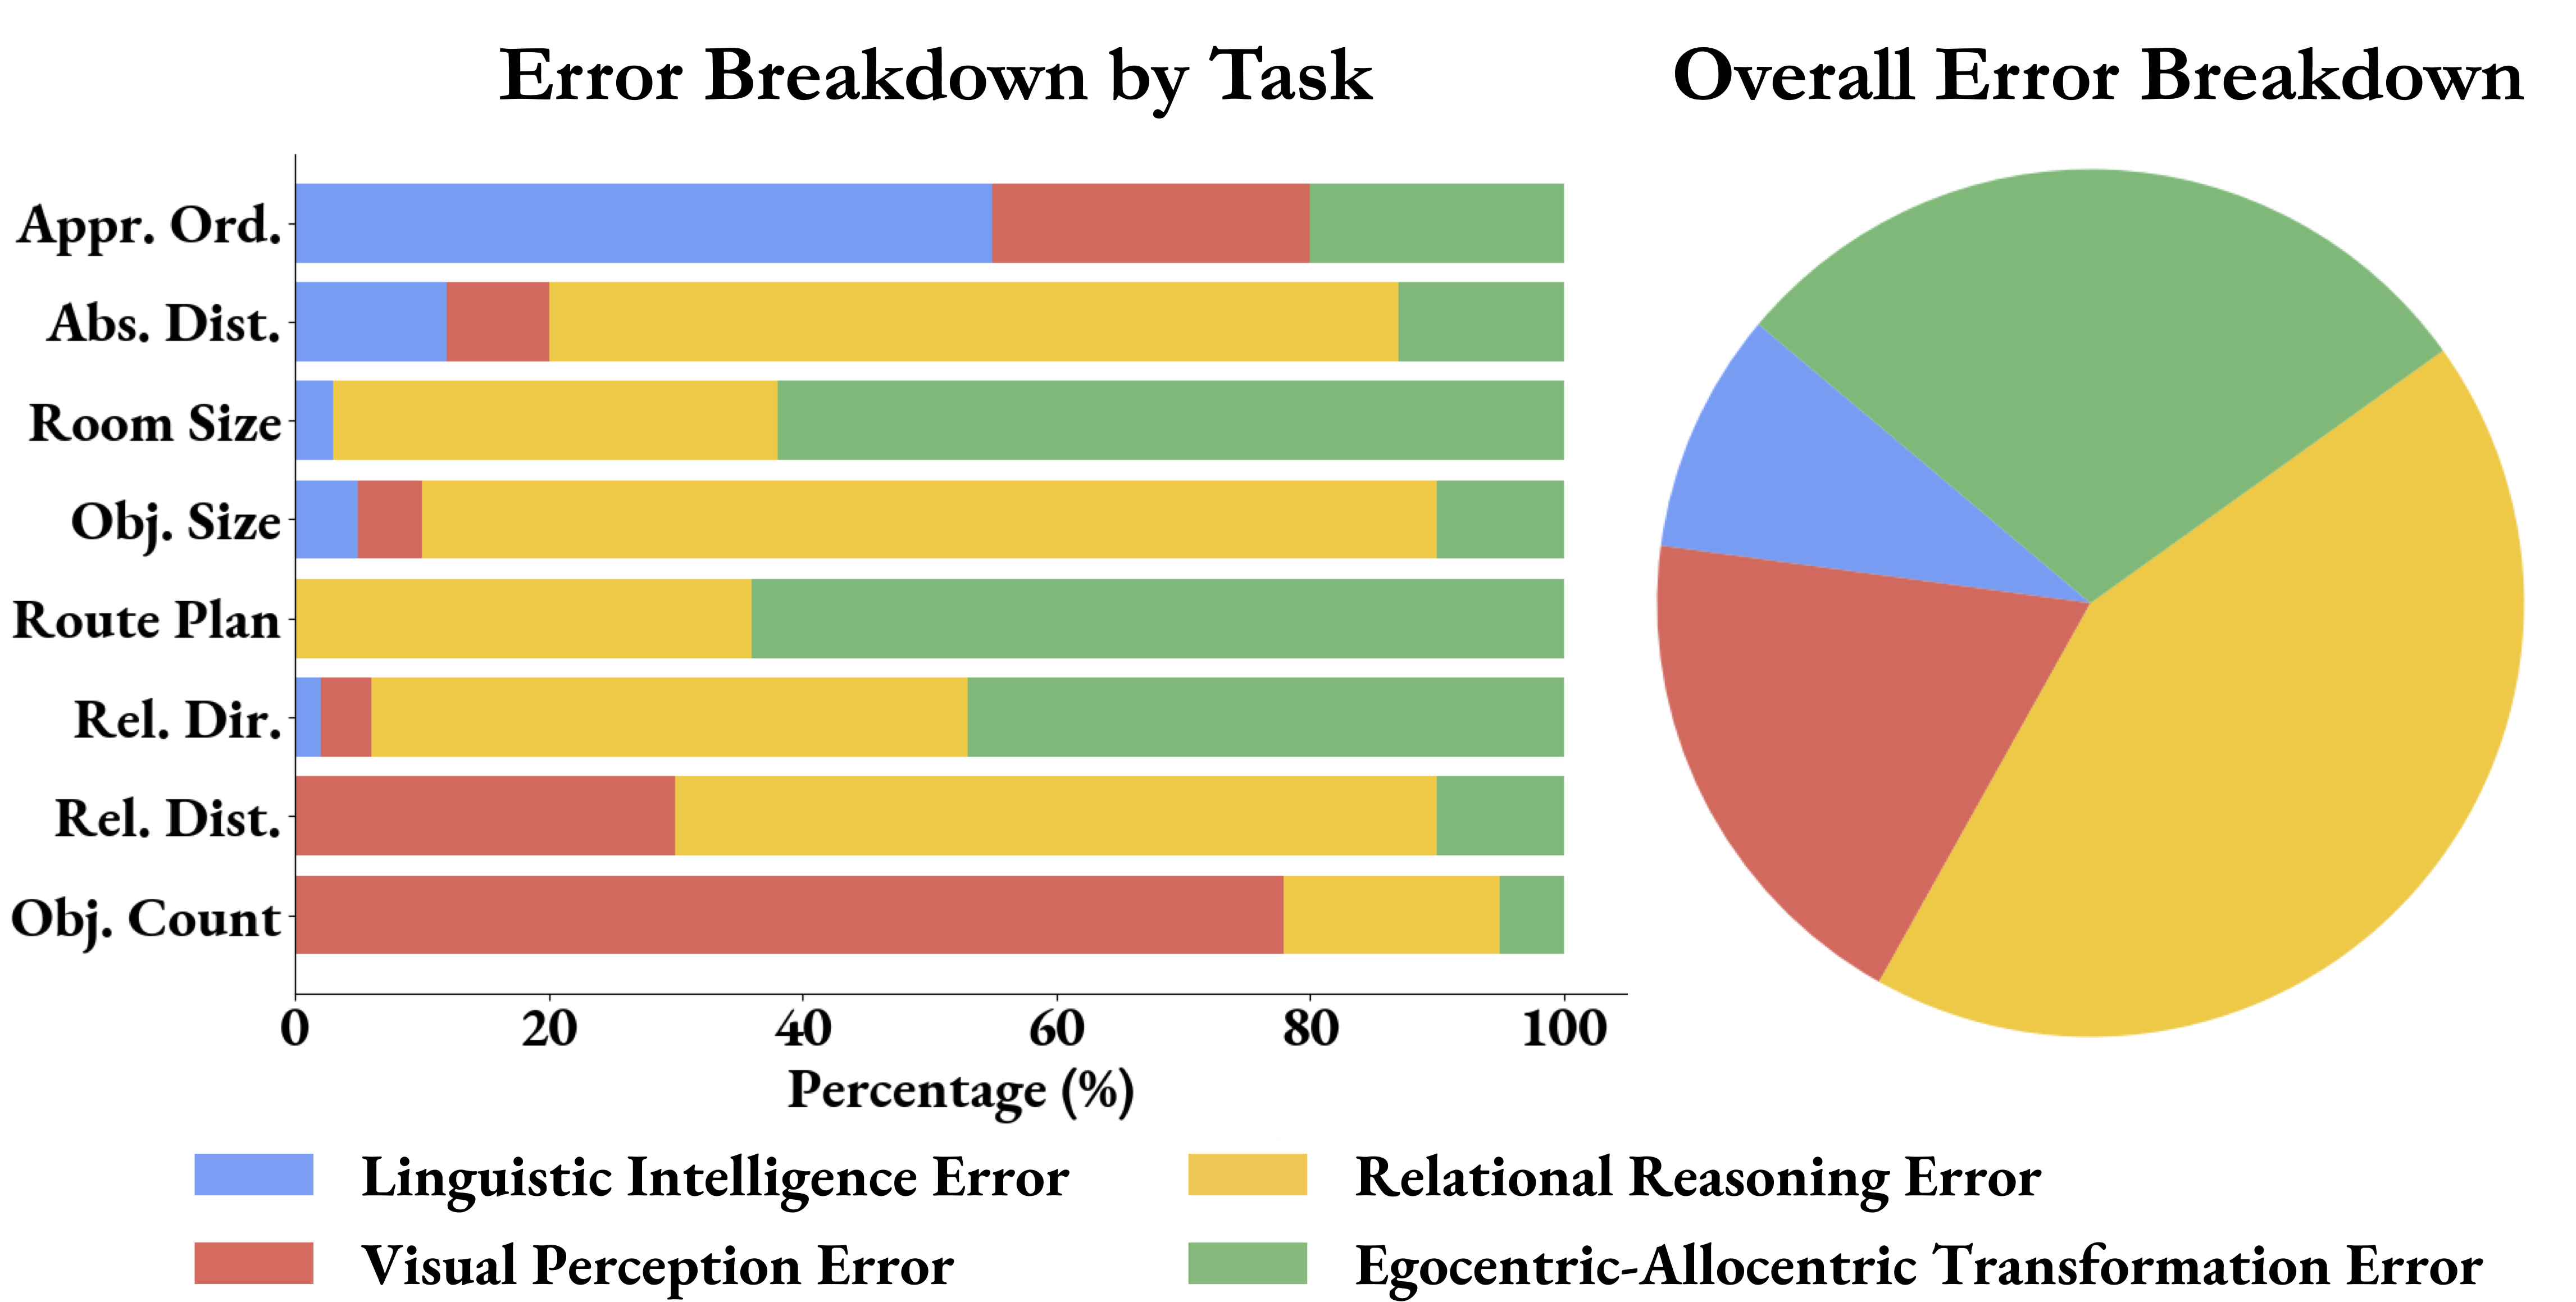 Error Breakdown by Task
Overall Error Breakdown
Appr. Ord.
Abs. Dist.
Room Size
Obj. Size
Route Plan
Rel. Dir.
Rel. Dist.
Obj. Count
0 20 40 60 80 100
Percentage (%)
Linguistic Intelligence Error
Relational Reasoning Error
Visual Perception Error
Egocentric-Allocentric Transformation Error